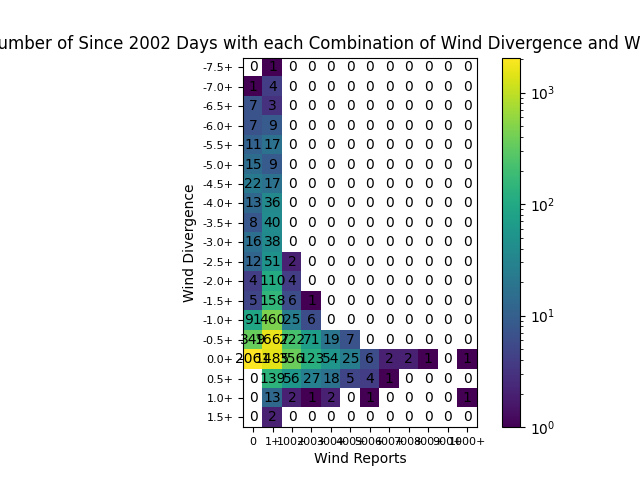 umber of Since 2002 Days with each Combination of Wind Divergence and W
Wind Divergence
-7.5+ 0 1 0 0 0 0 0 0 0 0 0 0
-7.0+ 1 4 0 0 0 0 0 0 0 0 0 0
-6.5+ 7 3 0 0 0 0 0 0 0 0 0 0
-6.0+ 7 9 0 0 0 0 0 0 0 0 0 0
-5.5+ 11 17 0 0 0 0 0 0 0 0 0 0
-5.0+ 15 9 0 0 0 0 0 0 0 0 0 0
-4.5+ 22 17 0 0 0 0 0 0 0 0 0 0
-4.0+ 13 36 0 0 0 0 0 0 0 0 0 0
-3.5+ 8 40 0 0 0 0 0 0 0 0 0 0
-3.0+ 16 38 0 0 0 0 0 0 0 0 0 0
-2.5+ 12 51 2 0 0 0 0 0 0 0 0 0
-2.0+ 4 110 4 0 0 0 0 0 0 0 0 0
-1.5+ 5 158 6 1 0 0 0 0 0 0 0 0
-1.0+ 91 460 25 6 0 0 0 0 0 0 0 0
-0.5+ 71 19 7 0 0 0 0 0 0
0.0+ 123 54 25 6 2 2 1 0 1
0.5+ 0 139 56 27 18 5 4 1 0 0 0 0
1.0+ 0 13 2 1 2 0 1 0 0 0 0 1
1.5+ 0 2 0 0 0 0 0 0 0 0 0 0
0 1+
Wind Reports
10³
10²
10¹
10⁰